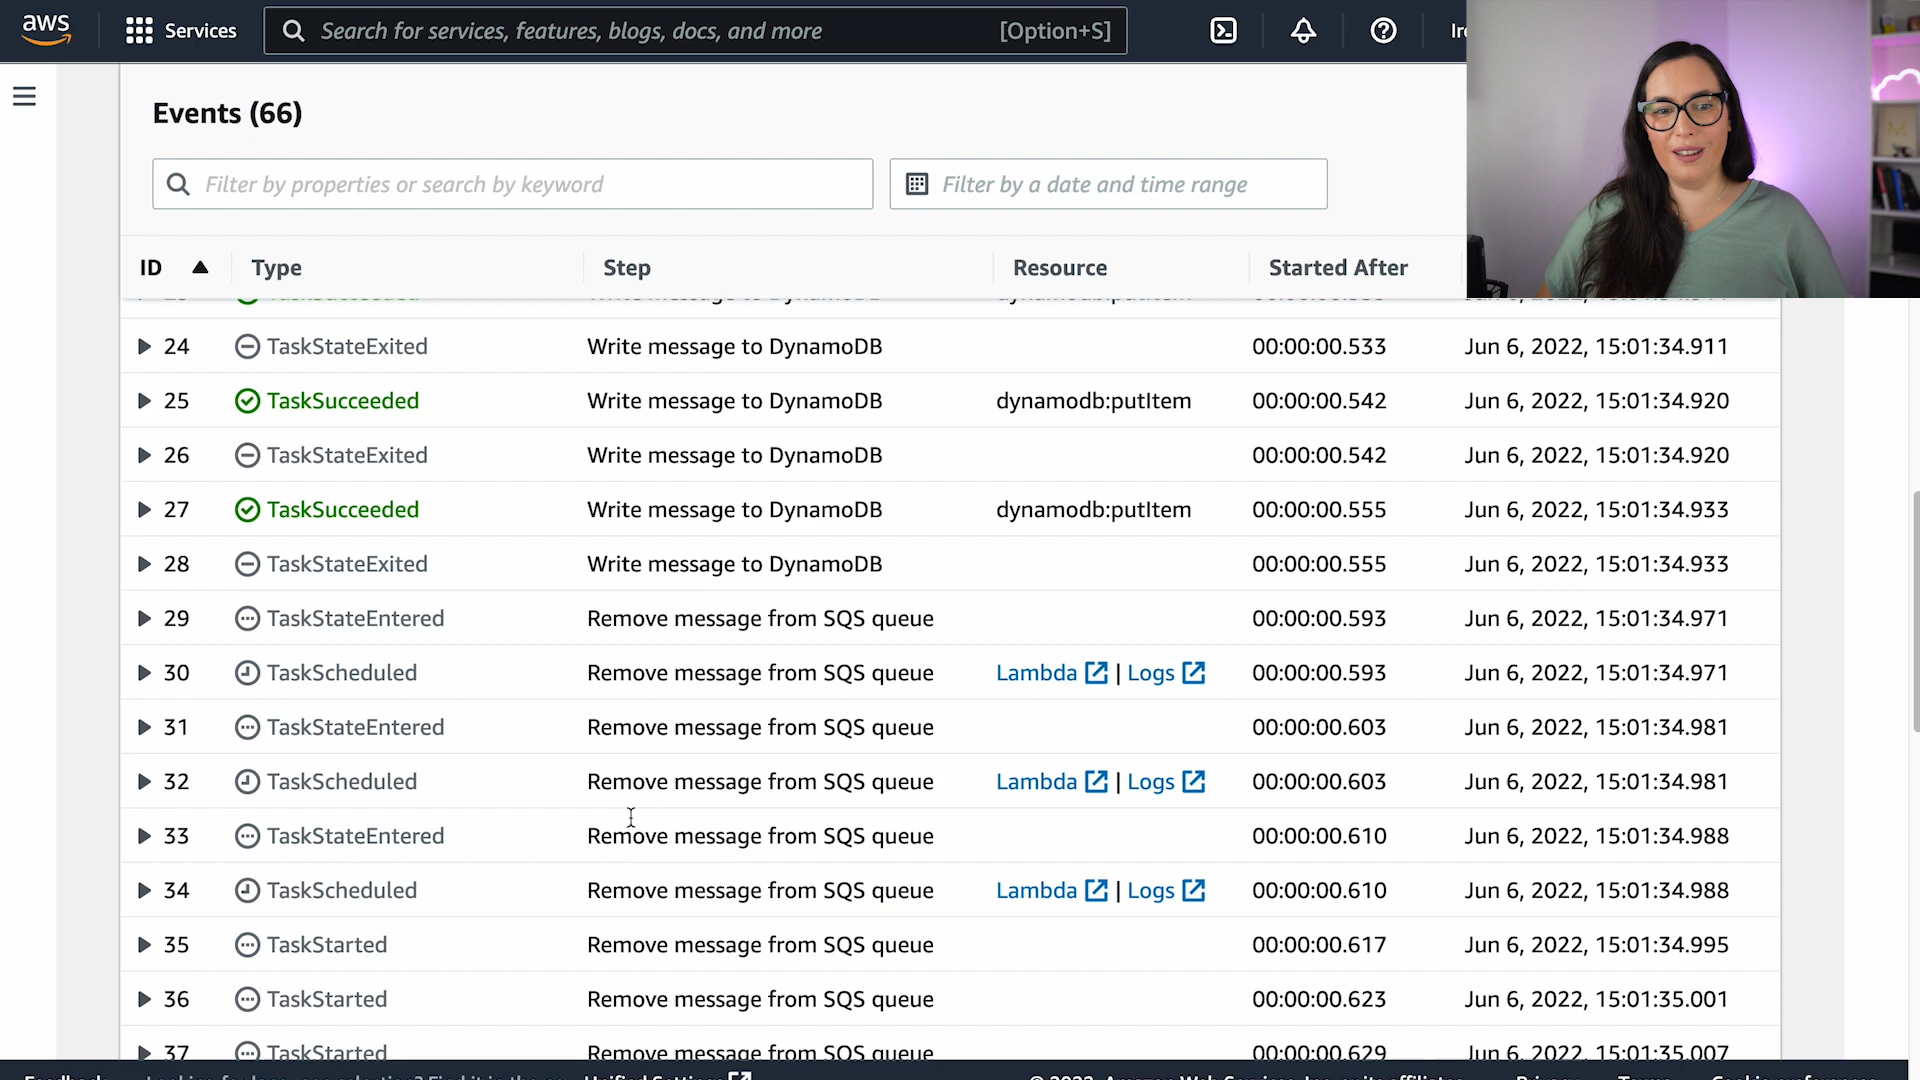 aws Services Search for services, features, blogs, docs, and more [Option+S] Ire
Events (66)
Filter by properties or search by keyword Filter by a date and time range
ID Type Step Resource Started After
24 TaskStateExited Write message to DynamoDB 00:00:00.533 Jun 6, 2022, 15:01:34.911
25 TaskSucceeded Write message to DynamoDB dynamodb:putItem 00:00:00.542 Jun 6, 2022, 15:01:34.920
26 TaskStateExited Write message to DynamoDB 00:00:00.542 Jun 6, 2022, 15:01:34.920
27 TaskSucceeded Write message to DynamoDB dynamodb:putItem 00:00:00.555 Jun 6, 2022, 15:01:34.933
28 TaskStateExited Write message to DynamoDB 00:00:00.555 Jun 6, 2022, 15:01:34.933
29 TaskStateEntered Remove message from SQS queue 00:00:00.593 Jun 6, 2022, 15:01:34.971
30 TaskScheduled Remove message from SQS queue Lambda | Logs 00:00:00.593 Jun 6, 2022, 15:01:34.971
31 TaskStateEntered Remove message from SQS queue 00:00:00.603 Jun 6, 2022, 15:01:34.981
32 TaskScheduled Remove message from SQS queue Lambda | Logs 00:00:00.603 Jun 6, 2022, 15:01:34.981
33 TaskStateEntered Remove message from SQS queue 00:00:00.610 Jun 6, 2022, 15:01:34.988
34 TaskScheduled Remove message from SQS queue Lambda | Logs 00:00:00.610 Jun 6, 2022, 15:01:34.988
35 TaskStarted Remove message from SQS queue 00:00:00.617 Jun 6, 2022, 15:01:34.995
36 TaskStarted Remove message from SQS queue 00:00:00.623 Jun 6, 2022, 15:01:35.001
37 TaskStarted Remove message from SQS queue 00:00:00.629 Jun 6, 2022, 15:01:35.007